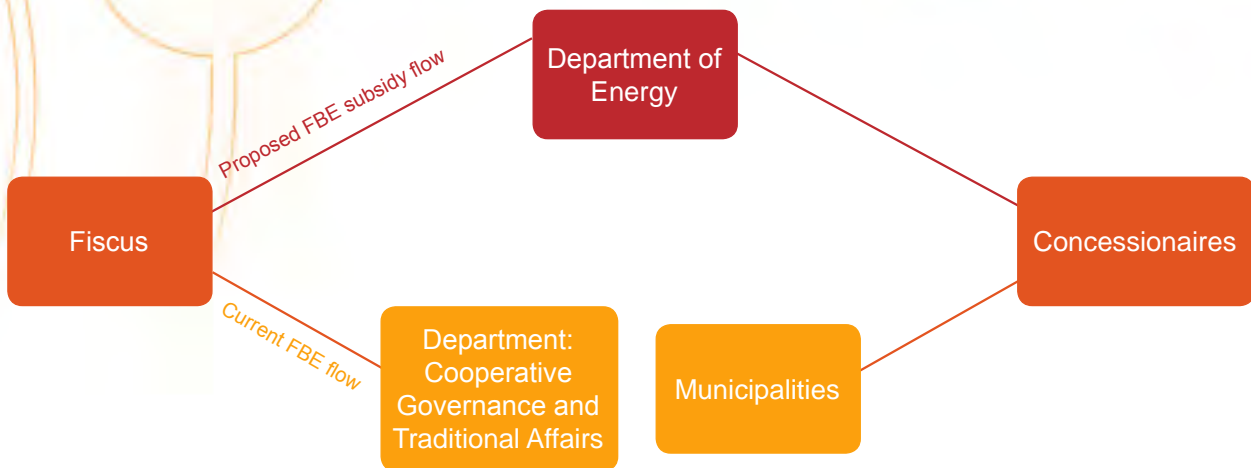 Department of
Energy
Proposed FBE subsidy flow
Fiscus
Concessionaires
Current FBE flow
Department:
Cooperative
Governance and
Traditional Affairs
Municipalities